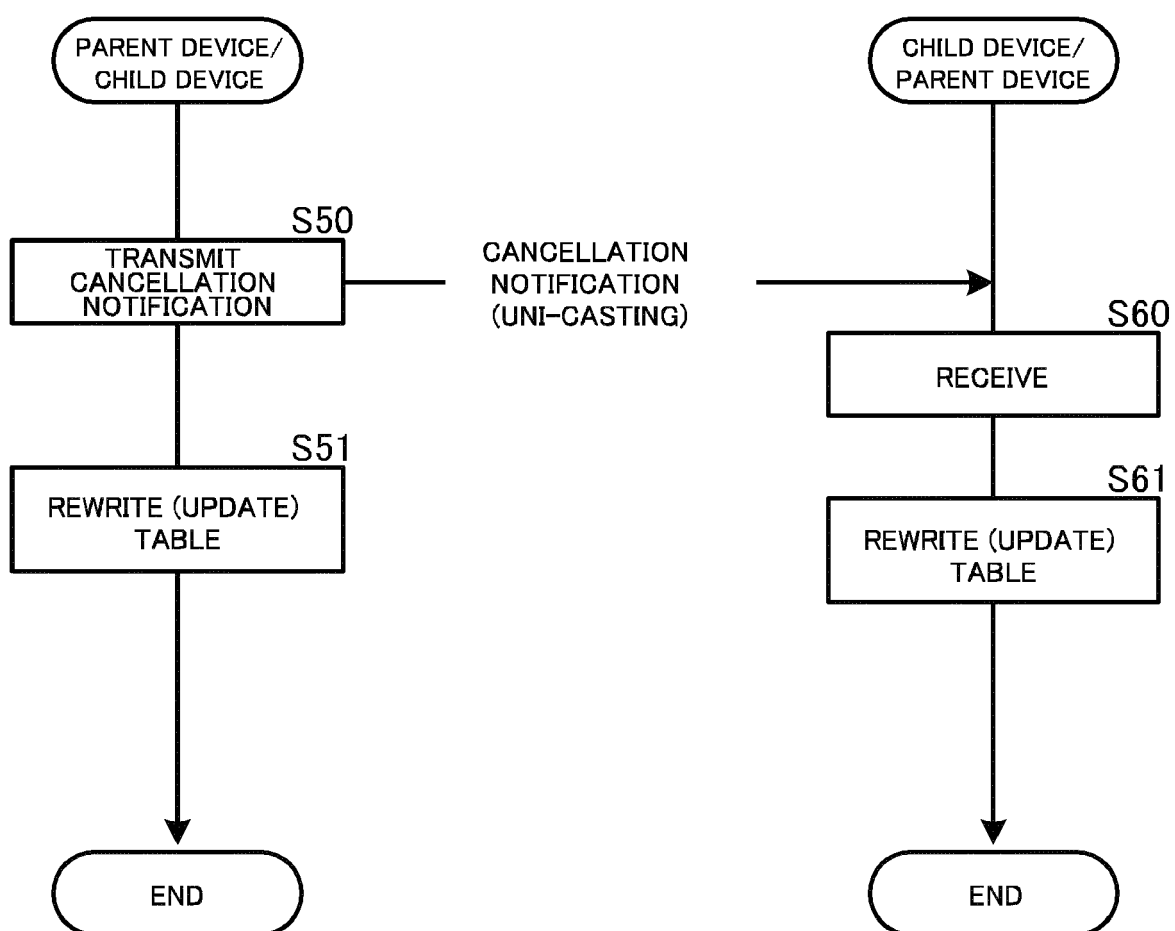 PARENT DEVICE/
CHILD DEVICE
CHILD DEVICE/
PARENT DEVICE
S50
TRANSMIT
CANCELLATION
NOTIFICATION
CANCELLATION
NOTIFICATION
(UNI-CASTING)
S60
RECEIVE
S51
REWRITE (UPDATE)
TABLE
S61
REWRITE (UPDATE)
TABLE
END
END